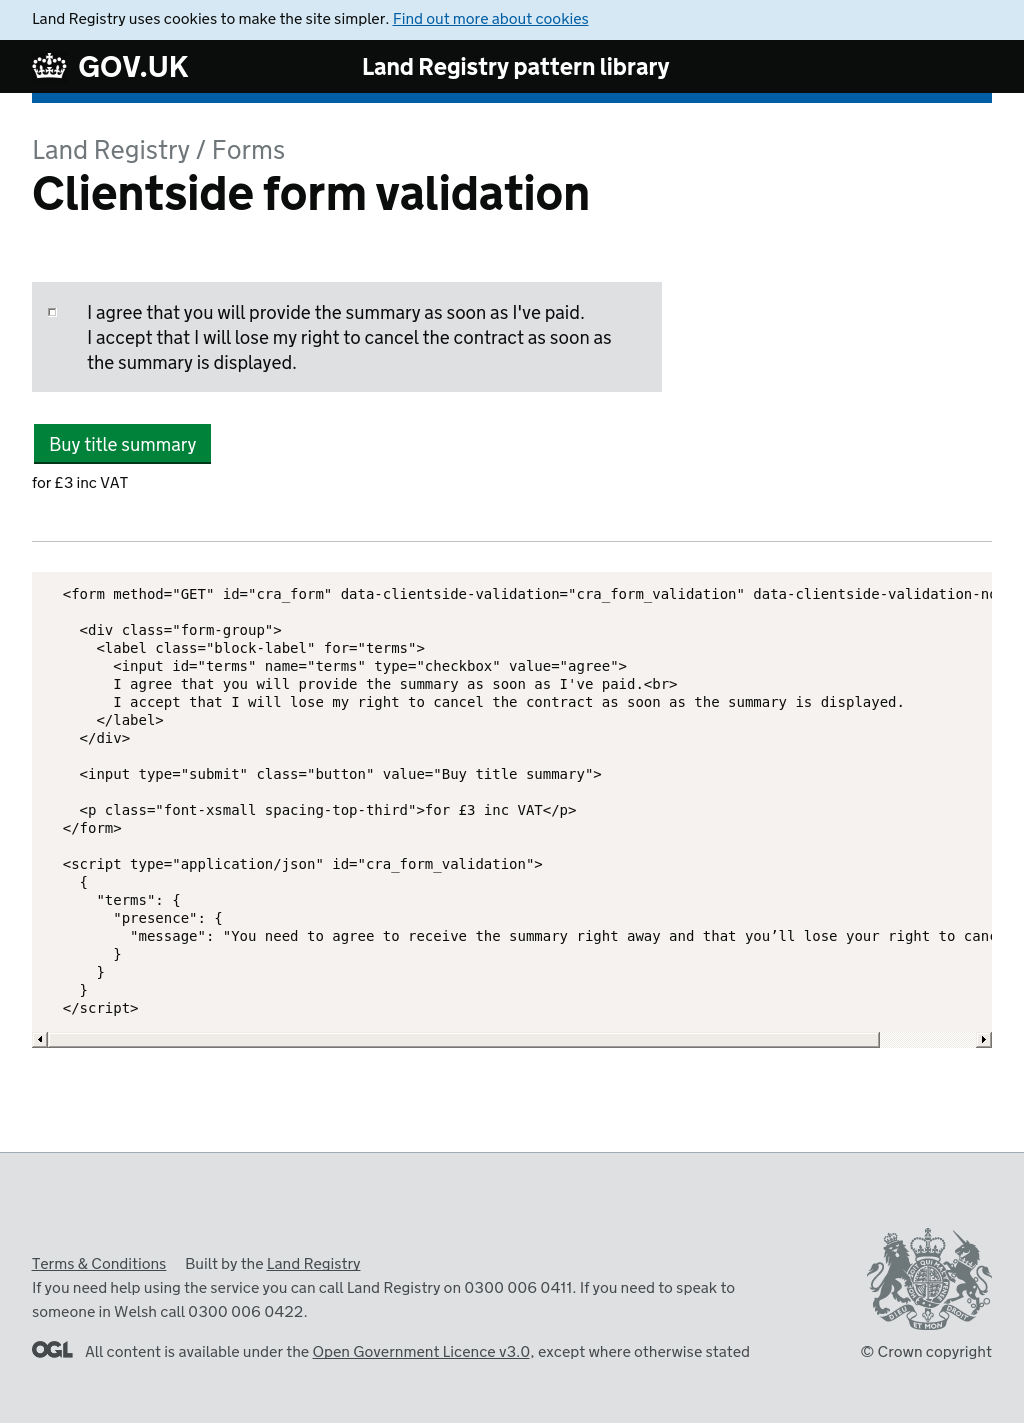 Land Registry uses cookies to make the site simpler. Find out more about cookies
GOV.UK
Land Registry pattern library
Land Registry / Forms
Clientside form validation
I agree that you will provide the summary as soon as I've paid.
I accept that I will lose my right to cancel the contract as soon as
the summary is displayed.
Buy title summary
for £3 inc VAT
<form method="GET" id="cra_form" data-clientside-validation="cra_form_validation" data-clientside-validation-no
<div class="form-group">
<label class="block-label" for="terms">
<input id="terms" name="terms" type="checkbox" value="agree">
I agree that you will provide the summary as soon as I've paid.<br>
I accept that I will lose my right to cancel the contract as soon as the summary is displayed.
</label>
</div>
<input type="submit" class="button" value="Buy title summary">
<p class="font-xsmall spacing-top-third">for £3 inc VAT</p>
</form>
<script type="application/json" id="cra_form_validation">
{
"terms": {
"presence": {
"message": "You need to agree to receive the summary right away and that you’ll lose your right to canc
}
}
}
</script>
Terms & Conditions Built by the Land Registry
If you need help using the service you can call Land Registry on 0300 006 0411. If you need to speak to
someone in Welsh call 0300 006 0422.
OGL All content is available under the Open Government Licence v3.0, except where otherwise stated
DIEU ET MON DROIT
© Crown copyright